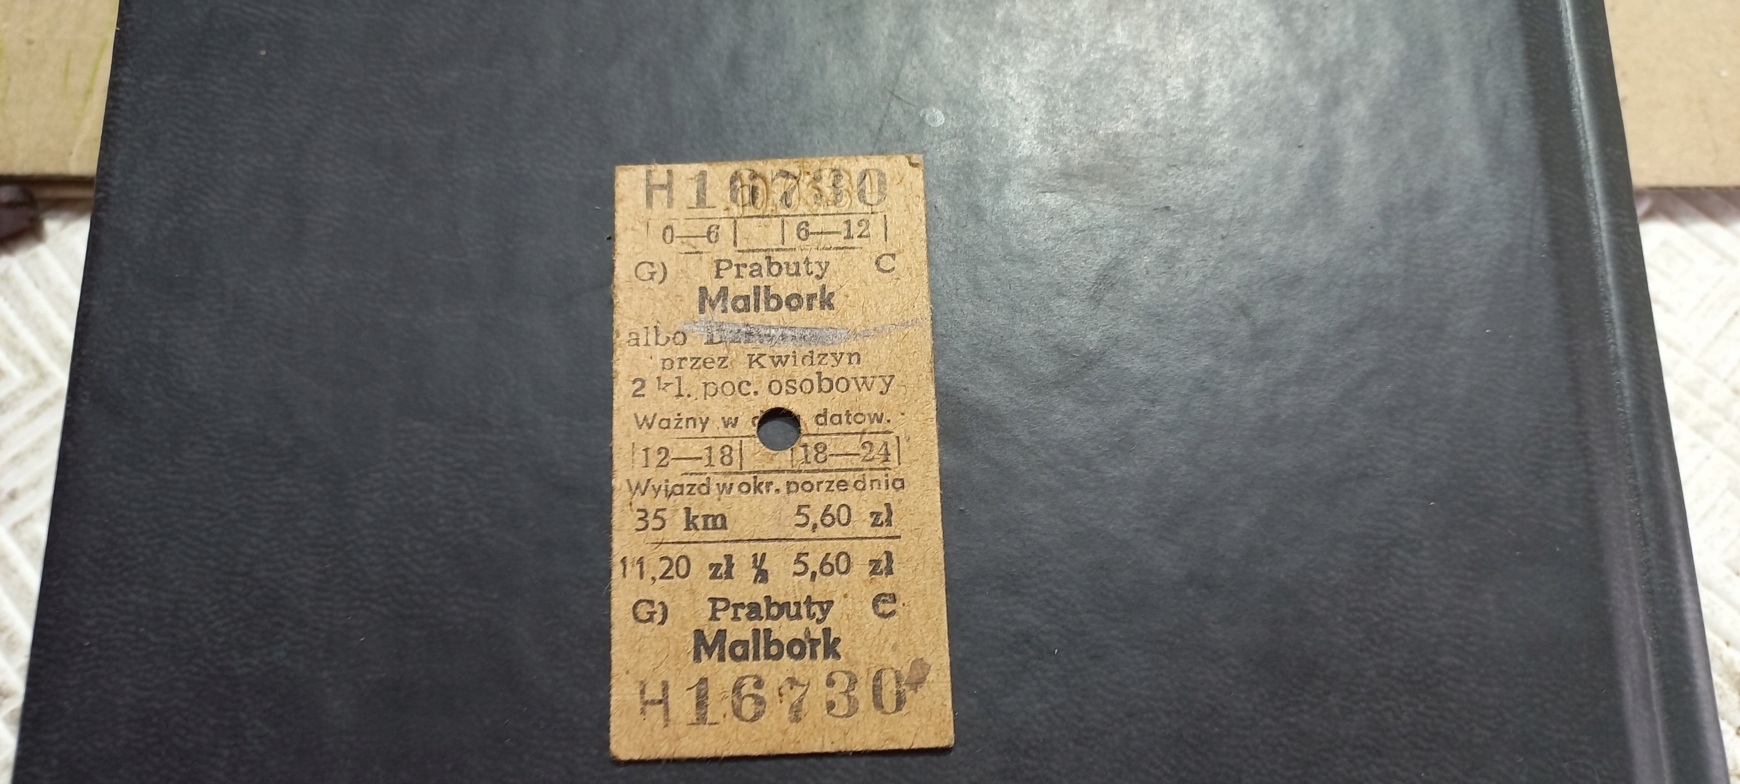 H16730
0—6 6—12
G) Prabuty C
Malbork
albo
przez Kwidzyn
2 kl. poc. osobowy
Ważny w datow.
12—18 18—24
Wyjazd w okr. porze dnia
35 km 5,60 zł
11,20 zł ½ 5,60 zł
G) Prabuty C
Malbork
H16730